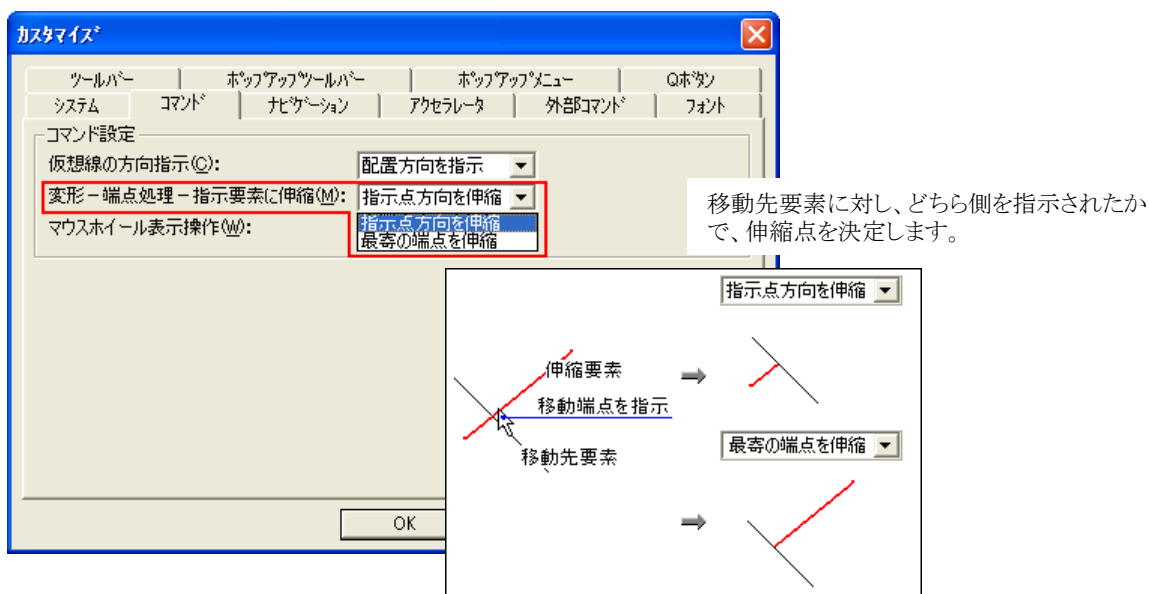 ｶｽﾀﾏｲｽﾞ
ﾂｰﾙﾊﾞｰ ﾎﾟｯﾌﾟｱｯﾌﾟﾂｰﾙﾊﾞｰ ﾎﾟｯﾌﾟｱｯﾌﾟﾒﾆｭｰ Qﾎﾞﾀﾝ
ｼｽﾃﾑ ｺﾏﾝﾄﾞ ﾅﾋﾞｹﾞｰｼｮﾝ ｱｸｾﾗﾚｰﾀ 外部ｺﾏﾝﾄﾞ ﾌｫﾝﾄ
コマンド設定
仮想線の方向指示(C): 配置方向を指示
変形－端点処理－指示要素に伸縮(M): 指示点方向を伸縮
マウスホイール表示操作(W): 指示点方向を伸縮
最寄の端点を伸縮
移動先要素に対し、どちら側を指示されたか
で、伸縮点を決定します。
指示点方向を伸縮
伸縮要素
移動端点を指示
移動先要素
最寄の端点を伸縮
OK